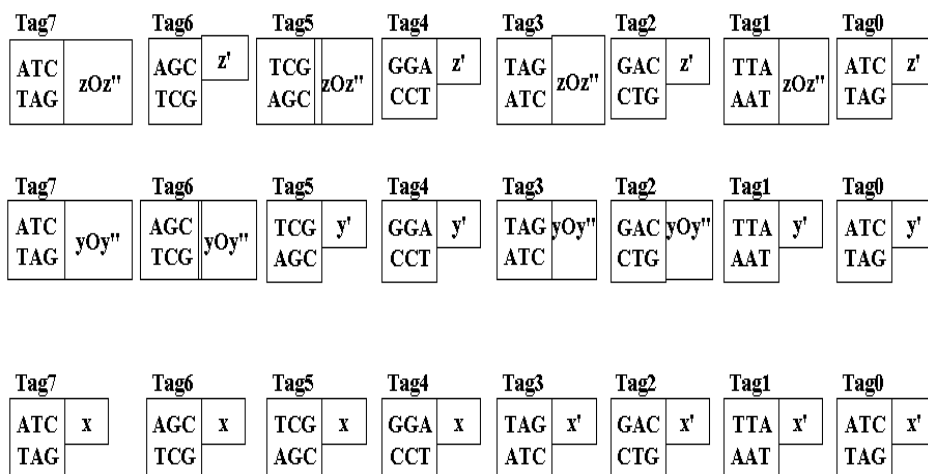 Tag7 Tag6 Tag5 Tag4 Tag3 Tag2 Tag1 Tag0
ATC AGC z' TCG GGA z' TAG GAC z' TTA ATC z'
zOz" zOz" zOz" zOz"
TAG TCG AGC CCT ATC CTG AAT TAG
Tag7 Tag6 Tag5 Tag4 Tag3 Tag2 Tag1 Tag0
ATC AGC TCG y' GGA y' TAG yOy" GAC yOy" TTA y' ATC y'
yOy" yOy"
TAG TCG AGC CCT ATC CTG AAT TAG
Tag7 Tag6 Tag5 Tag4 Tag3 Tag2 Tag1 Tag0
ATC x AGC x TCG x GGA x TAG x' GAC x' TTA x' ATC x'
TAG TCG AGC CCT ATC CTG AAT TAG